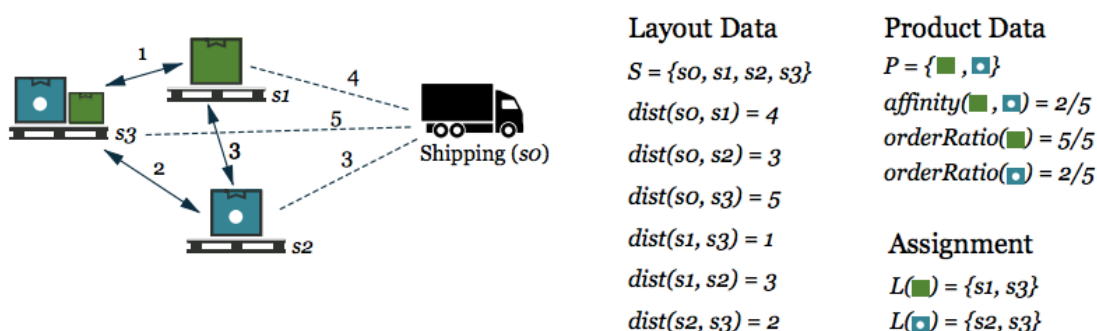 1
s1
4
s3
5
3
2
3
Shipping (s0)
s2
Layout Data
S = {s0, s1, s2, s3}
dist(s0, s1) = 4
dist(s0, s2) = 3
dist(s0, s3) = 5
dist(s1, s3) = 1
dist(s1, s2) = 3
dist(s2, s3) = 2
Product Data
P = { , }
affinity( , ) = 2/5
orderRatio( ) = 5/5
orderRatio( ) = 2/5
Assignment
L( ) = {s1, s3}
L( ) = {s2, s3}